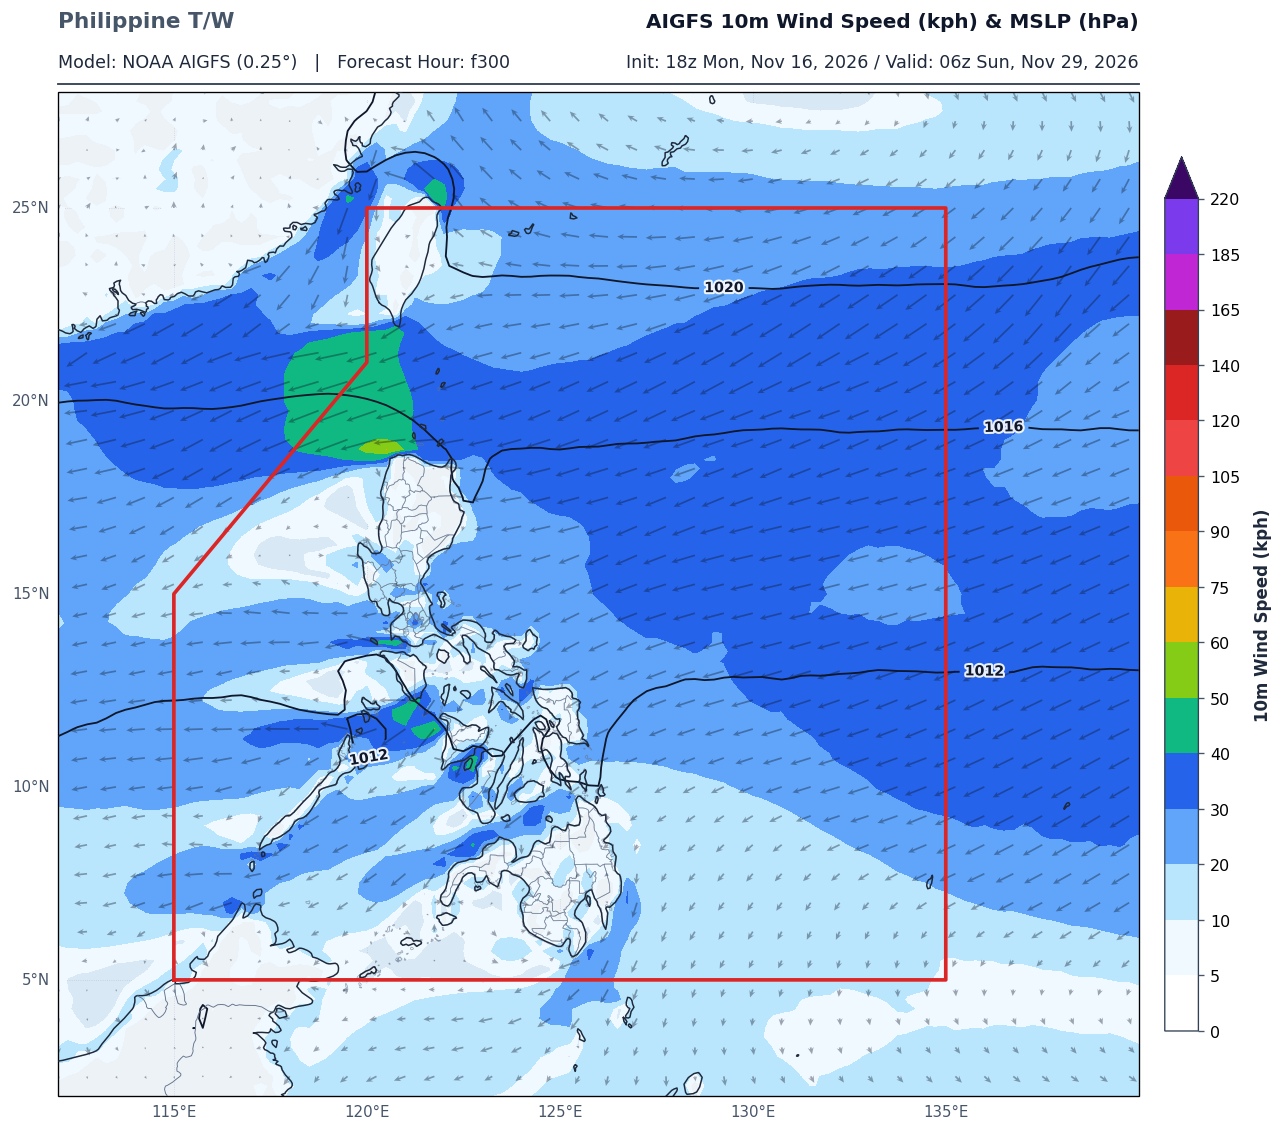 Philippine T/W
AIGFS 10m Wind Speed (kph) & MSLP (hPa)
Model: NOAA AIGFS (0.25°)   |   Forecast Hour: f300
Init: 18z Mon, Nov 16, 2026 / Valid: 06z Sun, Nov 29, 2026
25°N
20°N
15°N
10°N
5°N
1020
1016
1012
1012
115°E
120°E
125°E
130°E
135°E
220
185
165
140
120
105
90
75
60
50
40
30
20
10
5
0
10m Wind Speed (kph)